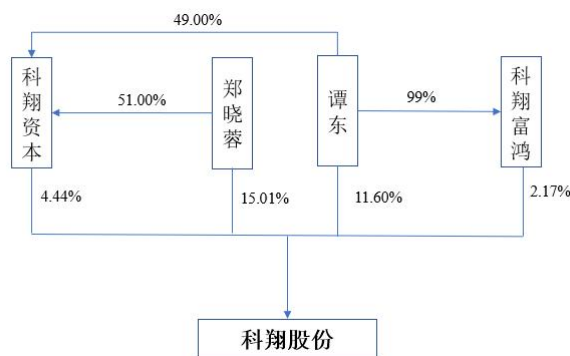 49.00%
科翔资本
郑晓蓉
谭东
科翔富鸿
51.00%
99%
4.44%
15.01%
11.60%
2.17%
科翔股份